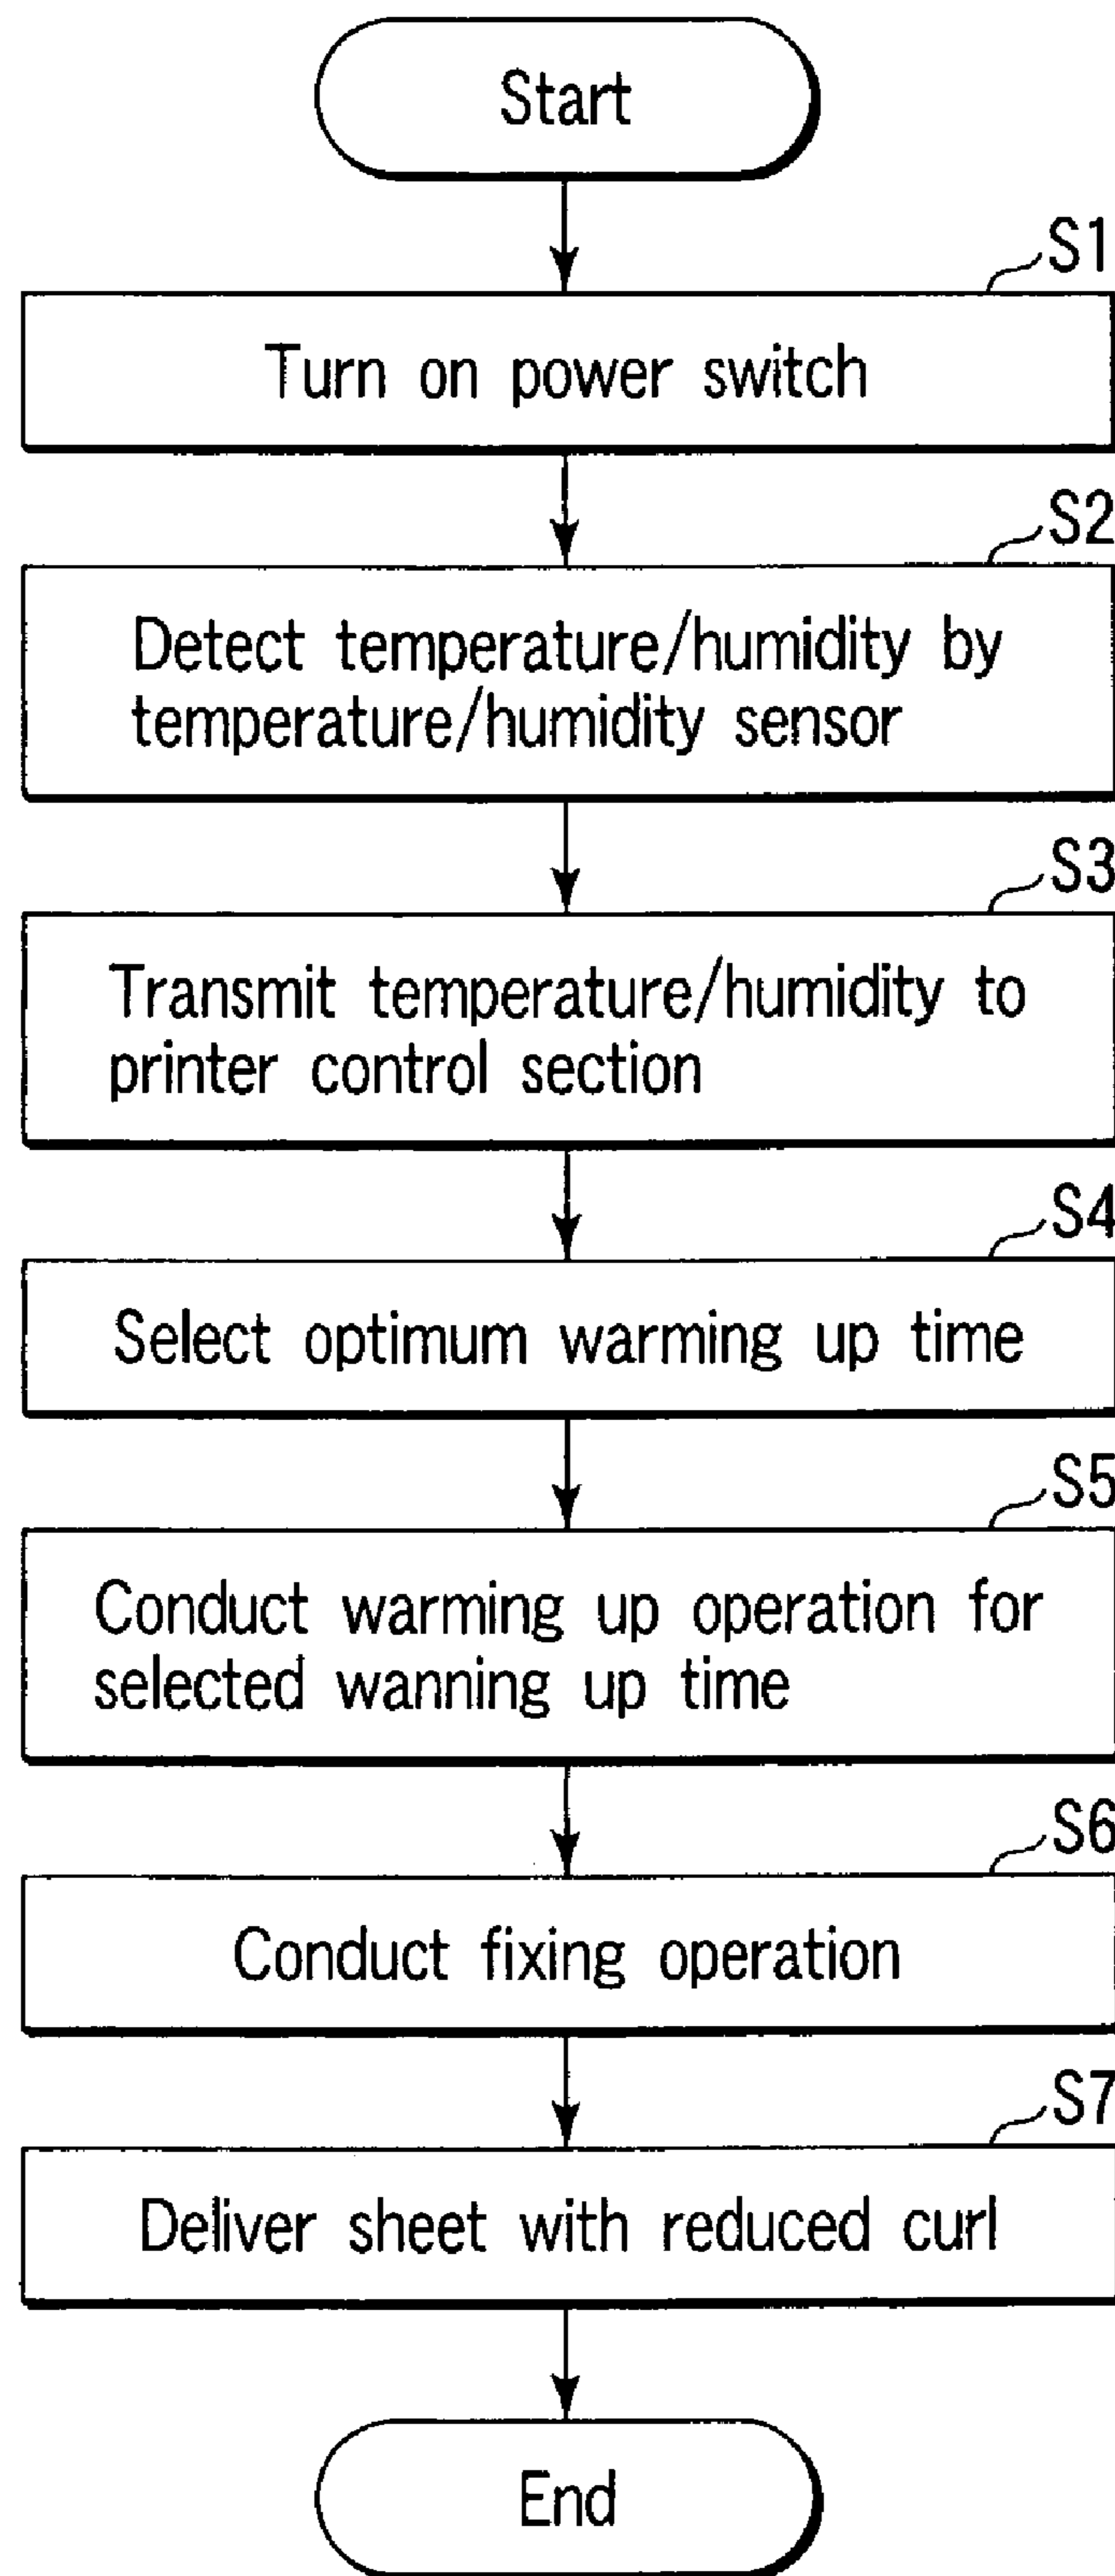 Start
S1
Turn on power switch
S2
Detect temperature/humidity by
temperature/humidity sensor
S3
Transmit temperature/humidity to
printer control section
S4
Select optimum warming up time
S5
Conduct warming up operation for
selected wanning up time
S6
Conduct fixing operation
S7
Deliver sheet with reduced curl
End